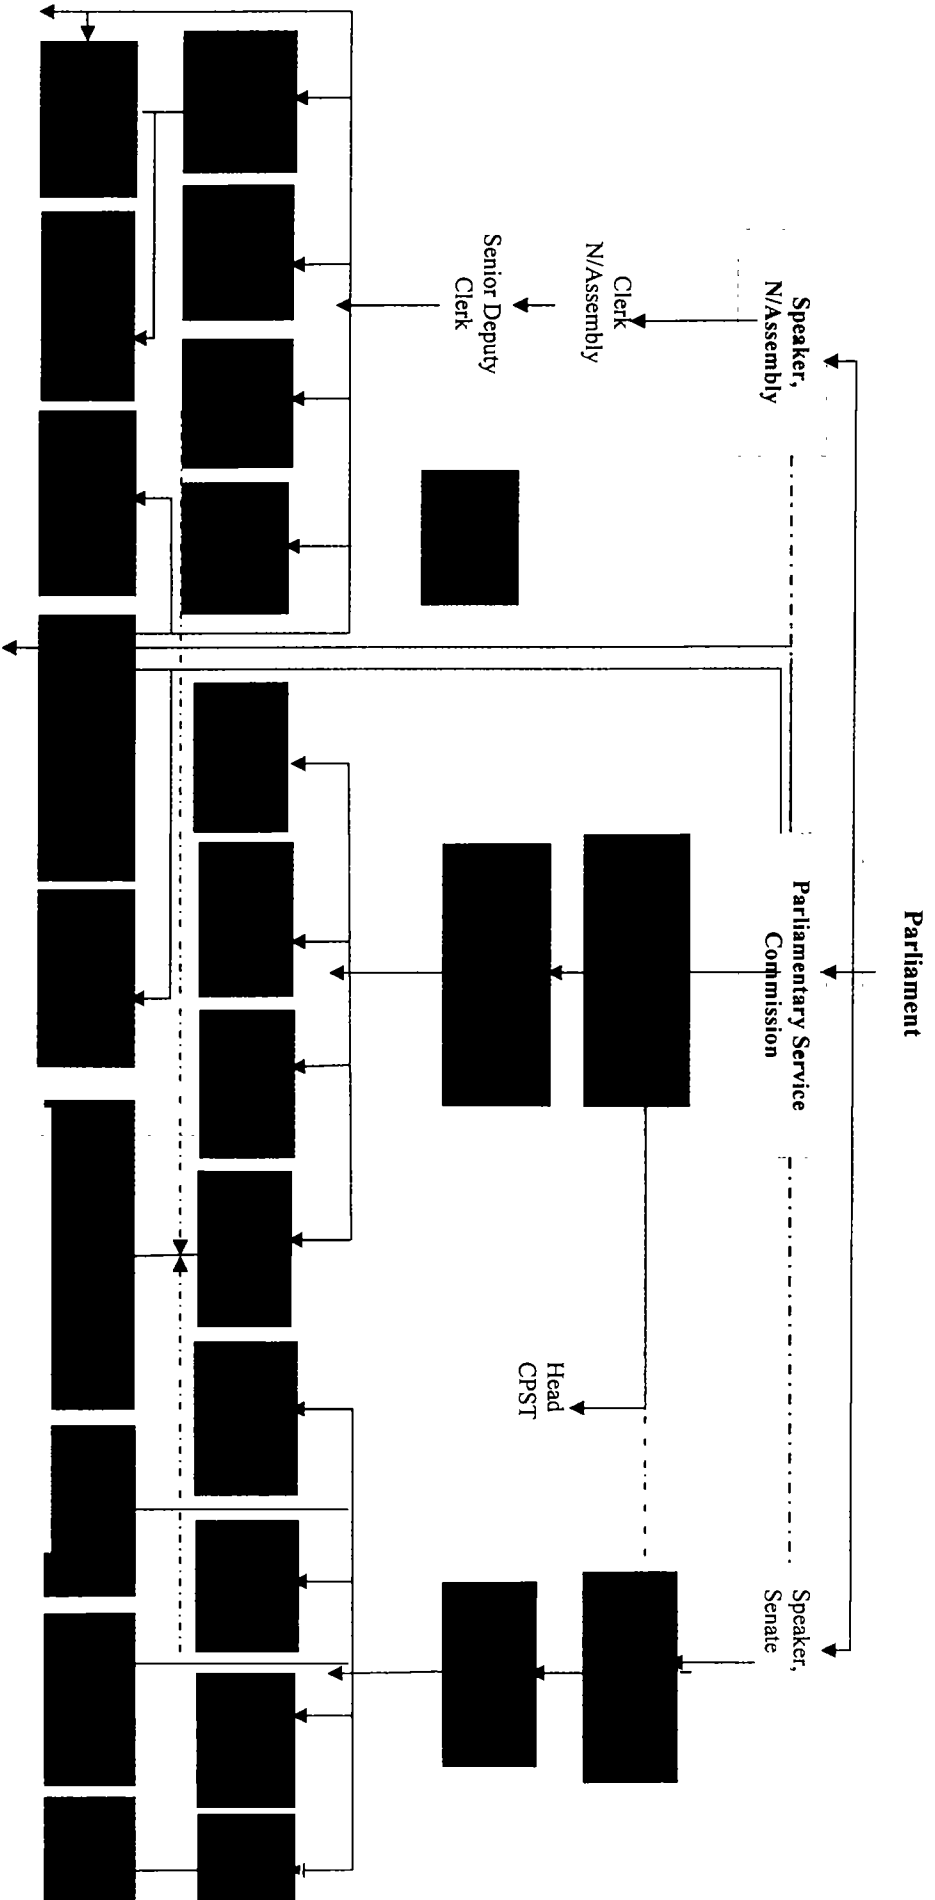 Parliament
Speaker,
N/Assembly
Parliamentary Service
Commission
Speaker,
Senate
Clerk
N/Assembly
Senior Deputy
Clerk
Head
CPST